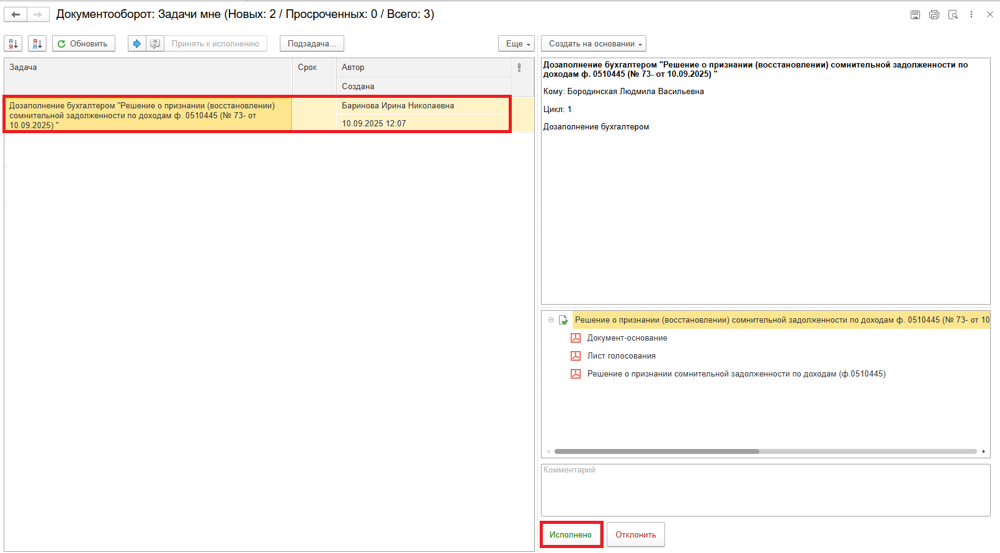 Документооборот: Задачи мне (Новых: 2 / Просроченных: 0 / Всего: 3)
Обновить
Принять к исполнению
Подзадача...
Еще
Создать на основании
Задача
Срок
Автор
Создана
Дозаполнение бухгалтером "Решение о признании (восстановлении)
сомнительной задолженности по доходам ф. 0510445 (№ 73- от
10.09.2025) "
Баринова Ирина Николаевна
10.09.2025 12:07
Дозаполнение бухгалтером "Решение о признании (восстановлении) сомнительной задолженности по
доходам ф. 0510445 (№ 73- от 10.09.2025) "
Кому: Бородинская Людмила Васильевна
Цикл: 1
Дозаполнение бухгалтером
Решение о признании (восстановлении) сомнительной задолженности по доходам ф. 0510445 (№ 73- от 10
Документ-основание
Лист голосования
Решение о признании сомнительной задолженности по доходам (ф.0510445)
Комментарий
Исполнено
Отклонить